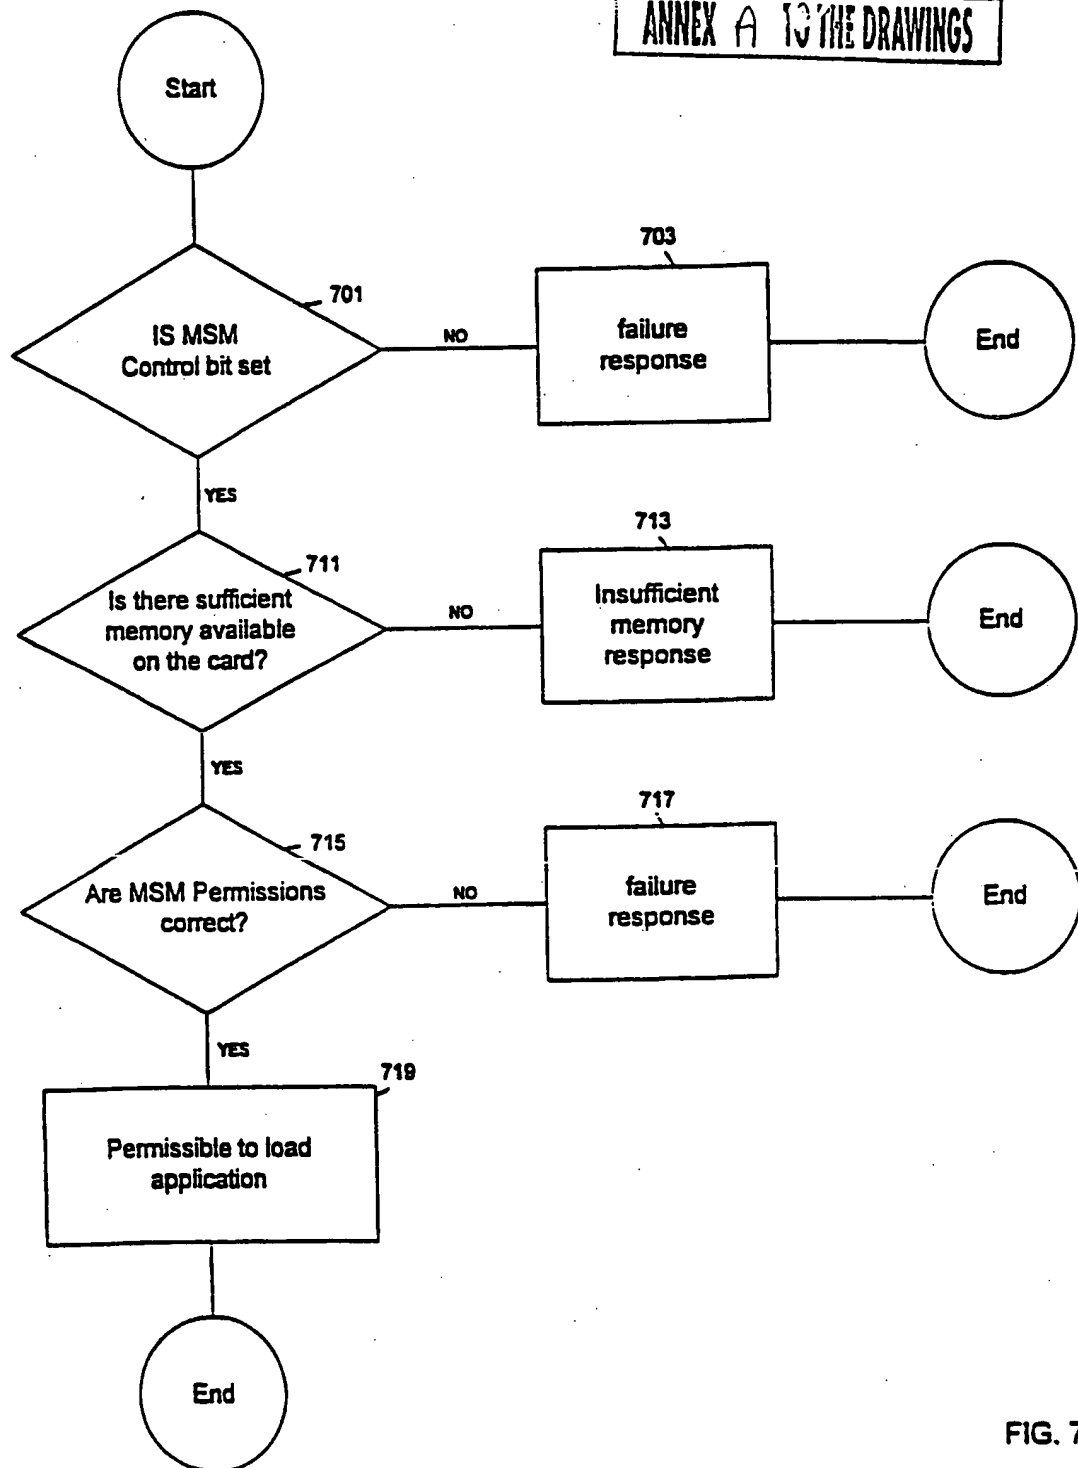 ANNEX A TO THE DRAWINGS
Start
701
IS MSM
Control bit set
NO
703
failure
response
End
YES
711
Is there sufficient
memory available
on the card?
NO
713
Insufficient
memory
response
End
YES
715
Are MSM Permissions
correct?
NO
717
failure
response
End
YES
719
Permissible to load
application
End
FIG. 7